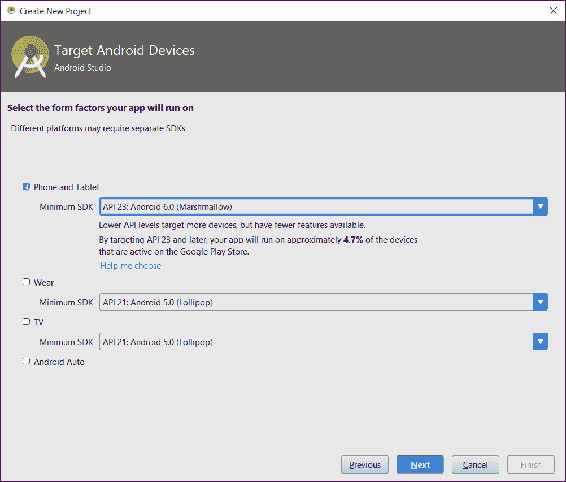 Create New Project
Target Android Devices
Android Studio
Select the form factors your app will run on
Different platforms may require separate SDKs
Phone and Tablet
Minimum SDK API 23: Android 6.0 (Marshmallow)
Lower API levels target more devices, but have fewer features available.
By targeting API 23 and later, your app will run on approximately 4.7% of the devices
that are active on the Google Play Store.
Help me choose
Wear
Minimum SDK API 21: Android 5.0 (Lollipop)
TV
Minimum SDK API 21: Android 5.0 (Lollipop)
Android Auto
Previous Next Cancel Finish